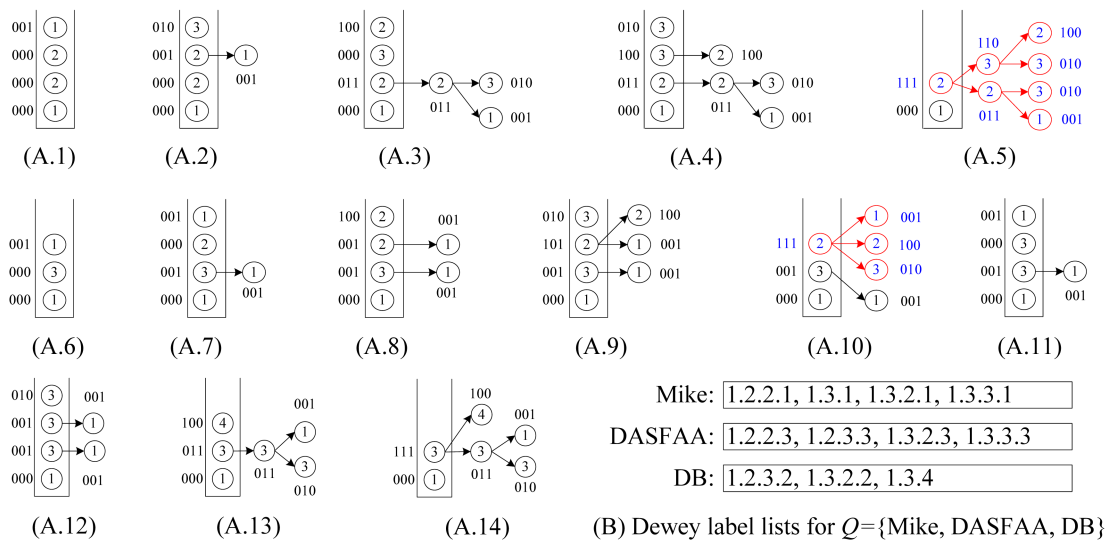 001 1
000 2
000 2
000 1
(A.1)
010 3
001 2 1
001
000 2
000 1
(A.2)
100 2
000 3
011 2 2 3 010
011
000 1 1 001
(A.3)
010 3
100 3 2 100
011 2 2 3 010
011
000 1 1 001
(A.4)
2 100
110
3 3 010
111 2 2 3 010
011
000 1 1 001
(A.5)
001 1
000 3
000 1
(A.6)
001 1
000 2
001 3 1
001
000 1
(A.7)
100 2 001
001 2 1
001 3 1
001
000 1
(A.8)
010 3 2 100
101 2 1 001
001 3 1 001
000 1
(A.9)
1 001
111 2 2 100
001 3 3 010
000 1 1 001
(A.10)
001 1
000 3
001 3 1
001
000 1
(A.11)
010 3
001 3 1
001 3 1
001
000 1
(A.12)
001
100 4 1
011 3 3
011
000 1 3
010
(A.13)
100
4 001
1
111 3 3
011
000 1 3
010
(A.14)
Mike: 1.2.2.1, 1.3.1, 1.3.2.1, 1.3.3.1
DASFAA: 1.2.2.3, 1.2.3.3, 1.3.2.3, 1.3.3.3
DB: 1.2.3.2, 1.3.2.2, 1.3.4
(B) Dewey label lists for Q={Mike, DASFAA, DB}